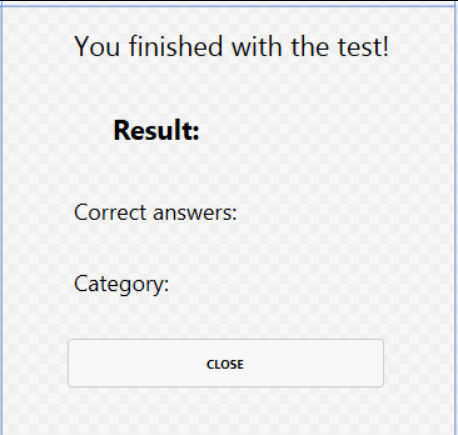 You finished with the test!
Result:
Correct answers:
Category:
CLOSE